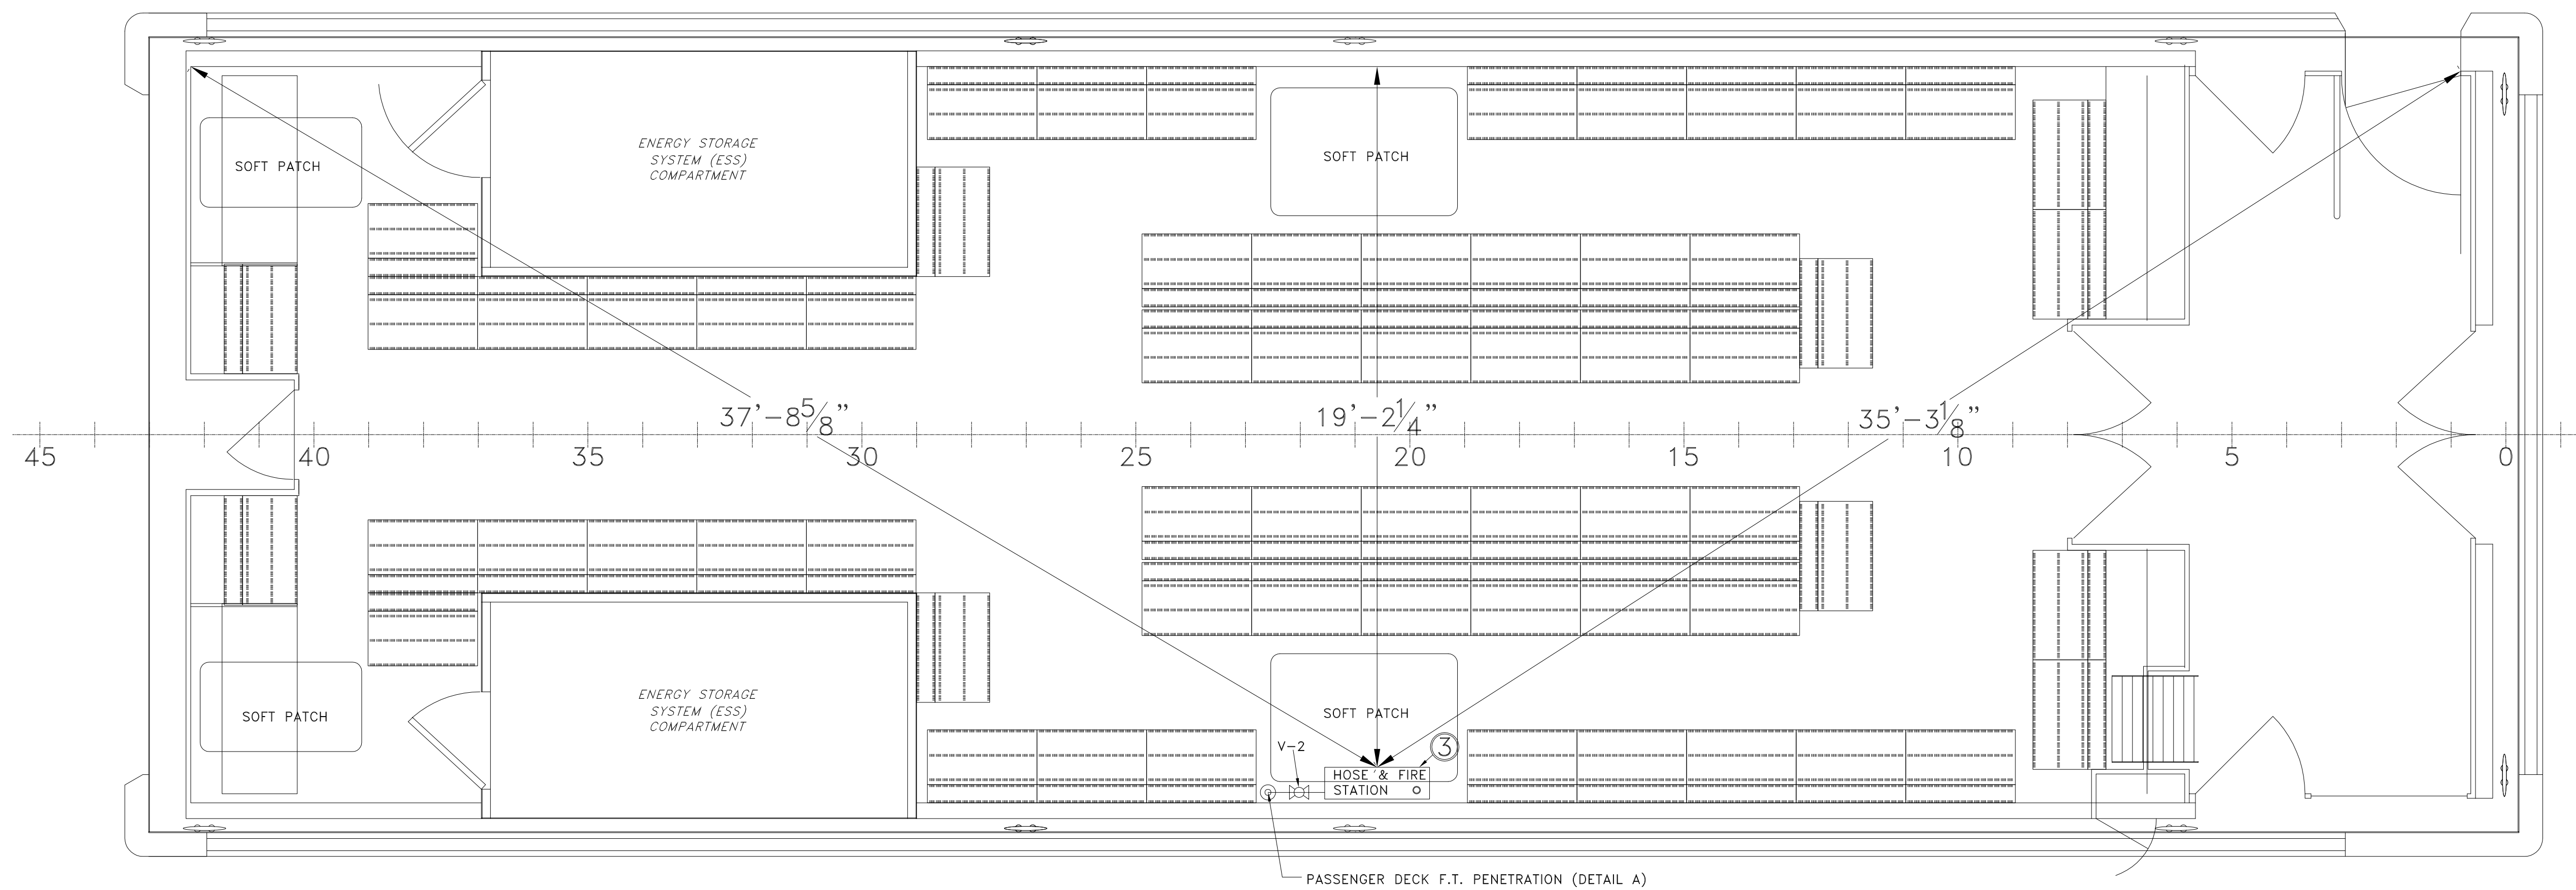 ENERGY STORAGE
SYSTEM (ESS)
COMPARTMENT
SOFT PATCH
SOFT PATCH
37'-8 5/8"
19'-2 1/4"
35'-3 1/8"
45
40
35
30
25
20
15
10
5
0
ENERGY STORAGE
SYSTEM (ESS)
COMPARTMENT
SOFT PATCH
SOFT PATCH
V-2
3
HOSE & FIRE
STATION
PASSENGER DECK F.T. PENETRATION (DETAIL A)